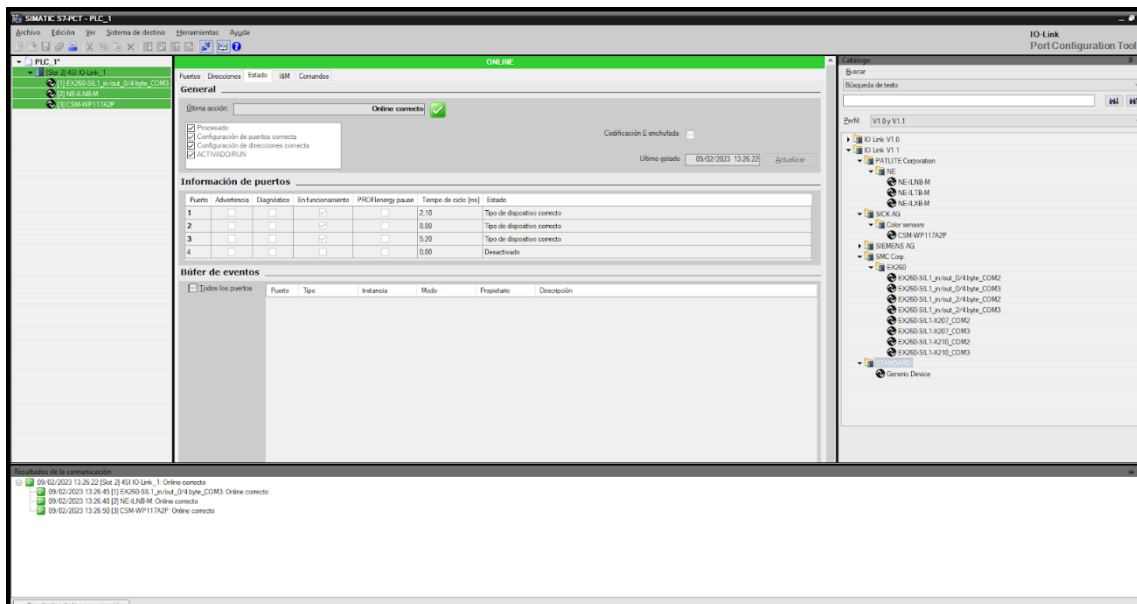 SIMATIC S7-PCT - PLC_1
Archivo Edición Ver Sistema de destino Herramientas Ayuda
IO-Link
Port Configuration Tool
PLC_1*
[Slot 2] 4SI IO-Link_1
[1] EX260-SIL1_in/out_0/4 byte_COM3
[2] NE-ILNB-M
[3] CSM-WP117A2P
ONLINE
Puertos Direcciones Estado I&M Comandos
General
Última acción: Online correcto
Procesado
Configuración de puertos correcta
Configuración de direcciones correcta
ACTIVADO/RUN
Codificación E enchufada
Ultimo estado 09/02/2023 13:26:22 Actualizar
Información de puertos
Puerto Advertencia Diagnóstico En funcionamiento PROFIenergy pause Tiempo de ciclo [ms] Estado
1 2,10 Tipo de dispositivo correcto
2 8,00 Tipo de dispositivo correcto
3 5,20 Tipo de dispositivo correcto
4 0,00 Desactivado
Búfer de eventos
Todos los puertos
Puerto Tipo Instancia Modo Propietario Descripción
Catálogo
Buscar
Búsqueda de texto
Perfil V1.0 y V1.1
IO Link V1.0
IO Link V1.1
PATLITE Corporation
NE
NE-ILNB-M
NE-ILTB-M
NE-ILXB-M
SICK AG
Color sensors
CSM-WP117A2P
SIEMENS AG
SMC Corp.
EX260
EX260-SIL1_in/out_0/4 byte_COM2
EX260-SIL1_in/out_0/4 byte_COM3
EX260-SIL1_in/out_2/4 byte_COM2
EX260-SIL1_in/out_2/4 byte_COM3
EX260-SIL1-X207_COM2
EX260-SIL1-X207_COM3
EX260-SIL1-X210_COM2
EX260-SIL1-X210_COM3
Generic Device
Resultados de la comunicación
09/02/2023 13:26:22 [Slot 2] 4SI IO-Link_1: Online correcto
09/02/2023 13:26:45 [1] EX260-SIL1_in/out_0/4 byte_COM3: Online correcto
09/02/2023 13:26:48 [2] NE-ILNB-M: Online correcto
09/02/2023 13:26:50 [3] CSM-WP117A2P: Online correcto